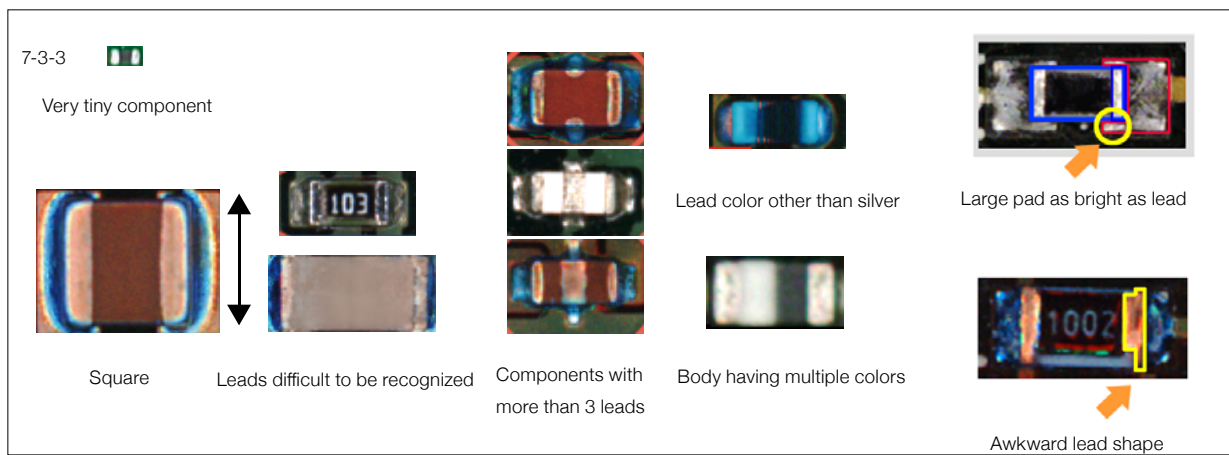 7-3-3
Very tiny component
103
Square
Leads difficult to be recognized
Components with
more than 3 leads
Lead color other than silver
Body having multiple colors
Large pad as bright as lead
1002
Awkward lead shape